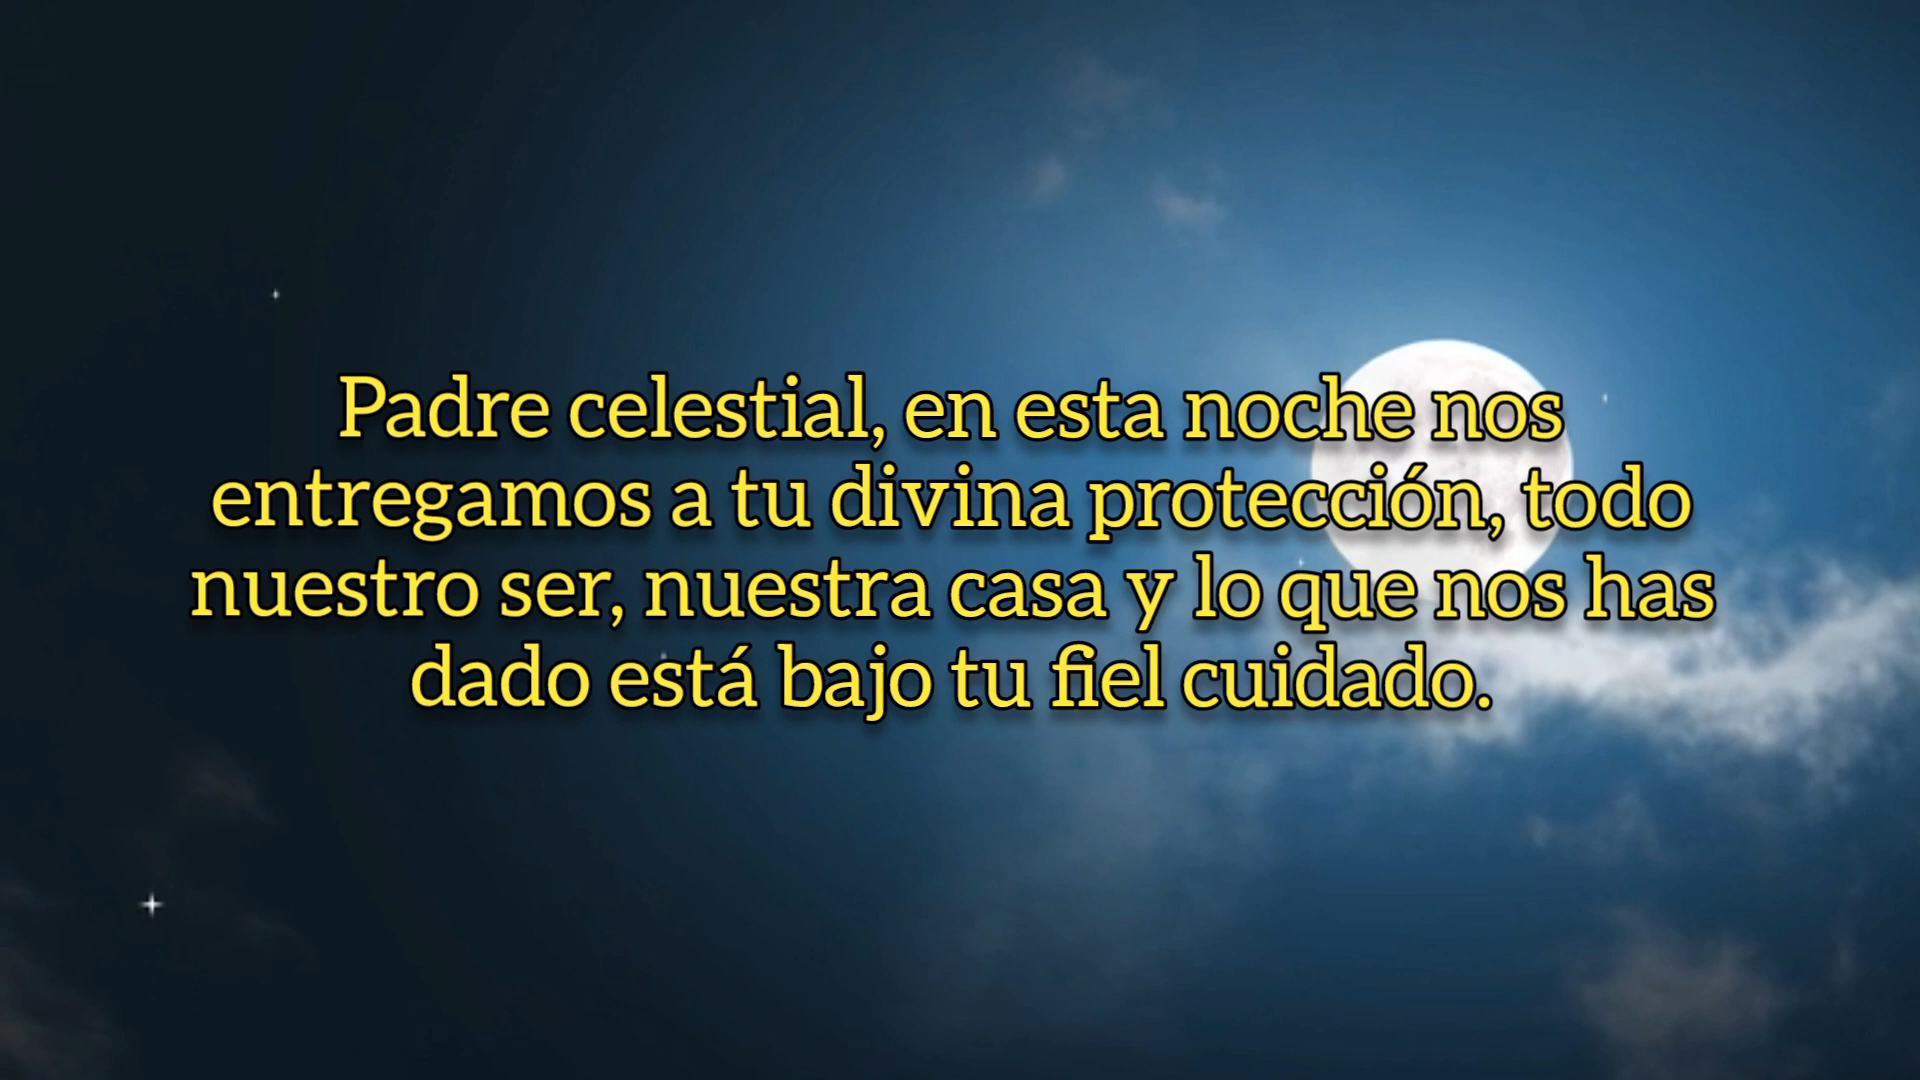 Padre celestial, en esta noche nos
entregamos a tu divina protección, todo
nuestro ser, nuestra casa y lo que nos has
dado está bajo tu fiel cuidado.